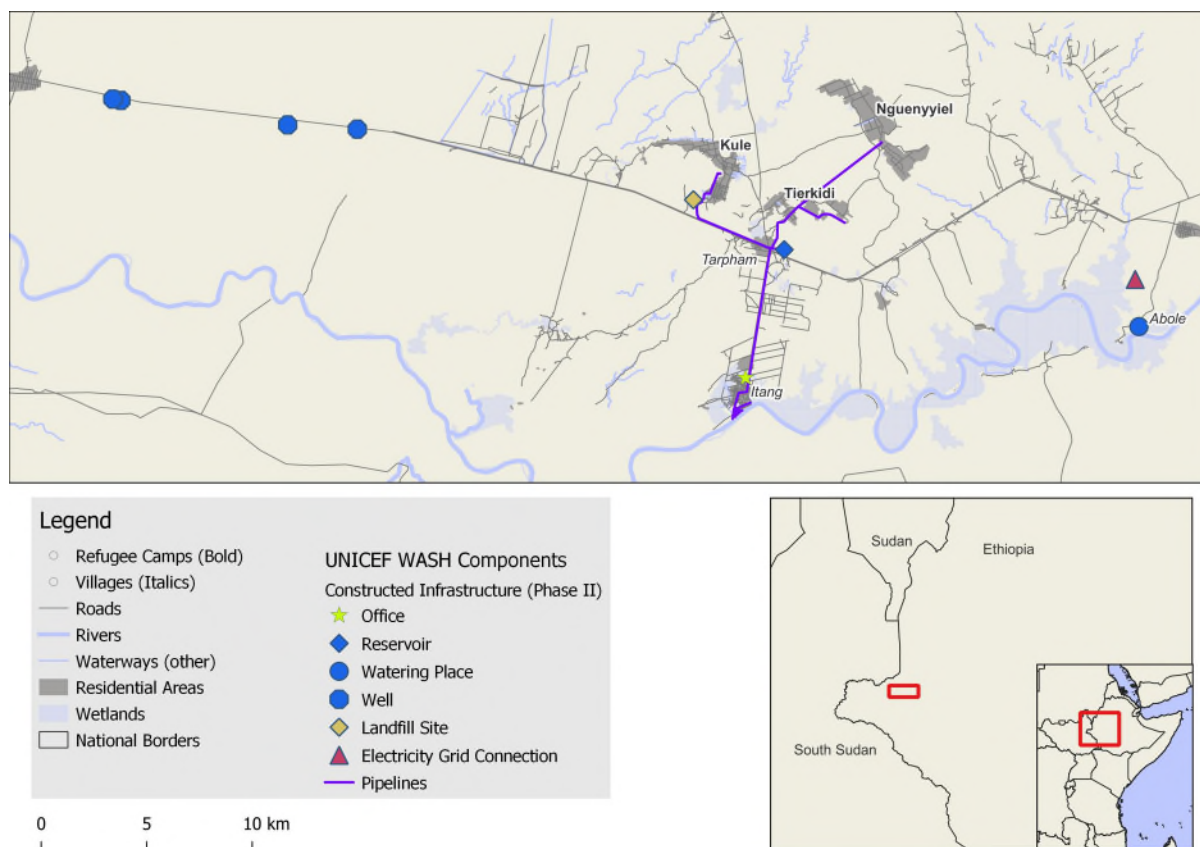 Nguenyyiel
Kule
Tierkidi
Tarpham
Abole
Itang
Legend
Refugee Camps (Bold)
Villages (Italics)
Roads
Rivers
Waterways (other)
Residential Areas
Wetlands
National Borders
UNICEF WASH Components
Constructed Infrastructure (Phase II)
Office
Reservoir
Watering Place
Well
Landfill Site
Electricity Grid Connection
Pipelines
0 5 10 km
Sudan
Ethiopia
South Sudan